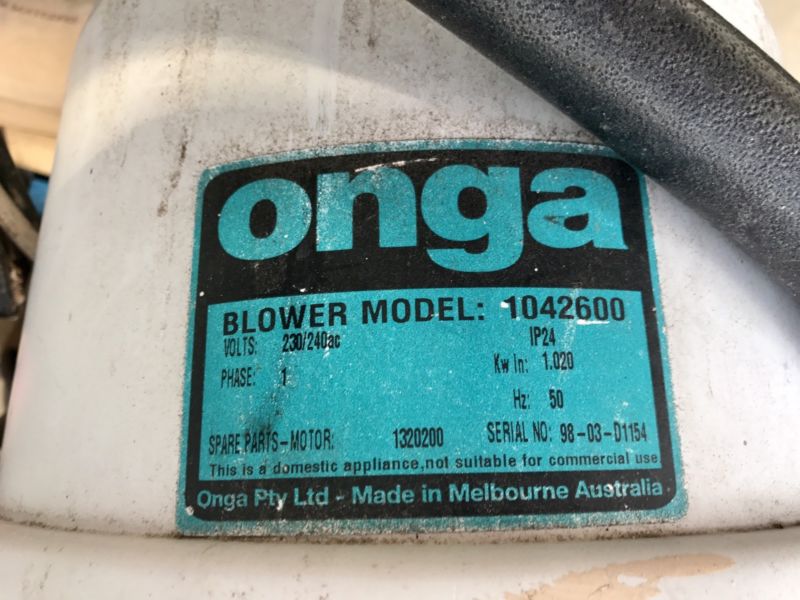 onga
BLOWER MODEL: 1042600
VOLTS: 230/240ac IP24
Kw in: 1.020
PHASE: 1
Hz: 50
SPARE PARTS-MOTOR: 1320200 SERIAL NO: 98-03-D1154
This is a domestic appliance,not suitable for commercial use
Onga Pty Ltd - Made in Melbourne Australia